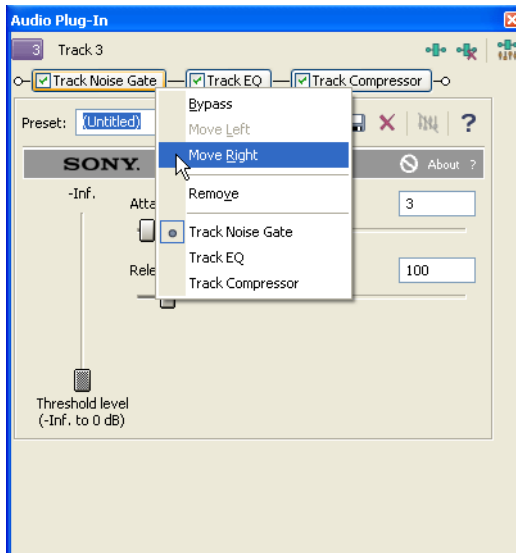 Audio Plug-In
3 Track 3
Track Noise Gate Track EQ Track Compressor
Bypass
Move Left
Preset: (Untitled) ?
Move Right
SONY. About ?
-Inf.
Remove
Atta 3
Track Noise Gate
Track EQ
Rele 100
Track Compressor
Threshold level
(-Inf. to 0 dB)